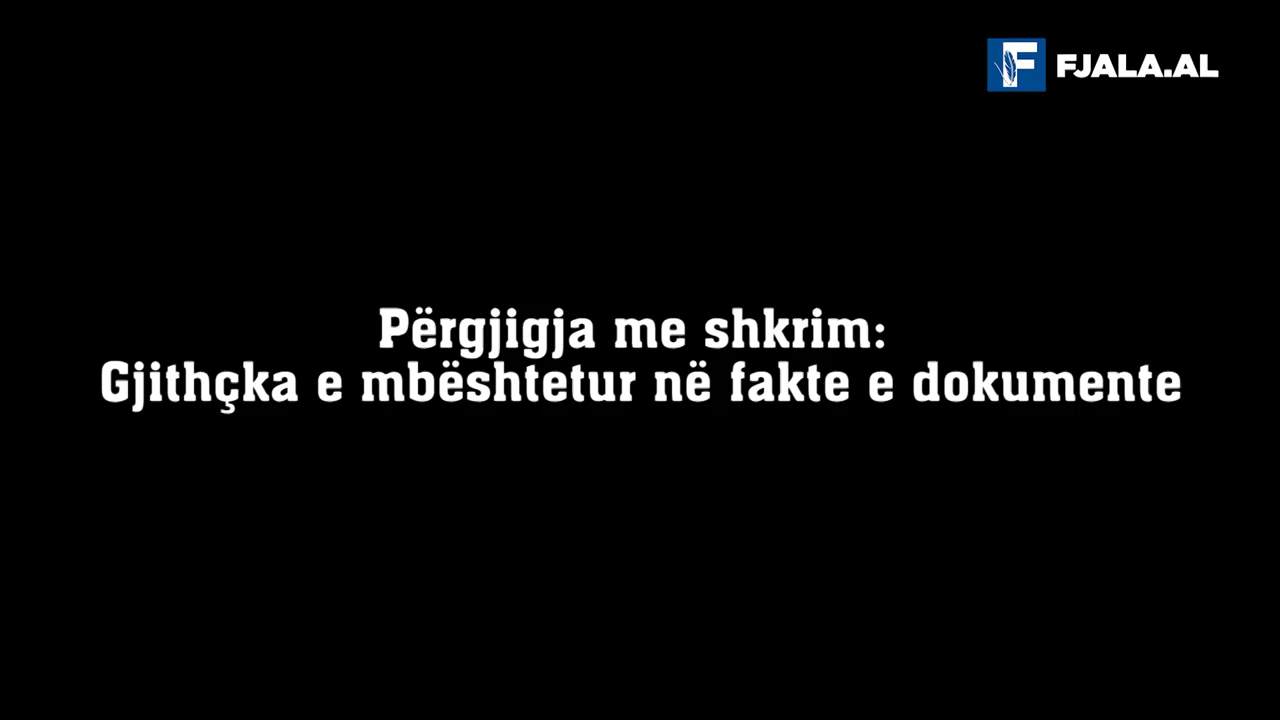 FJALA.AL
Përgjigja me shkrim:
Gjithçka e mbështetur në fakte e dokumente